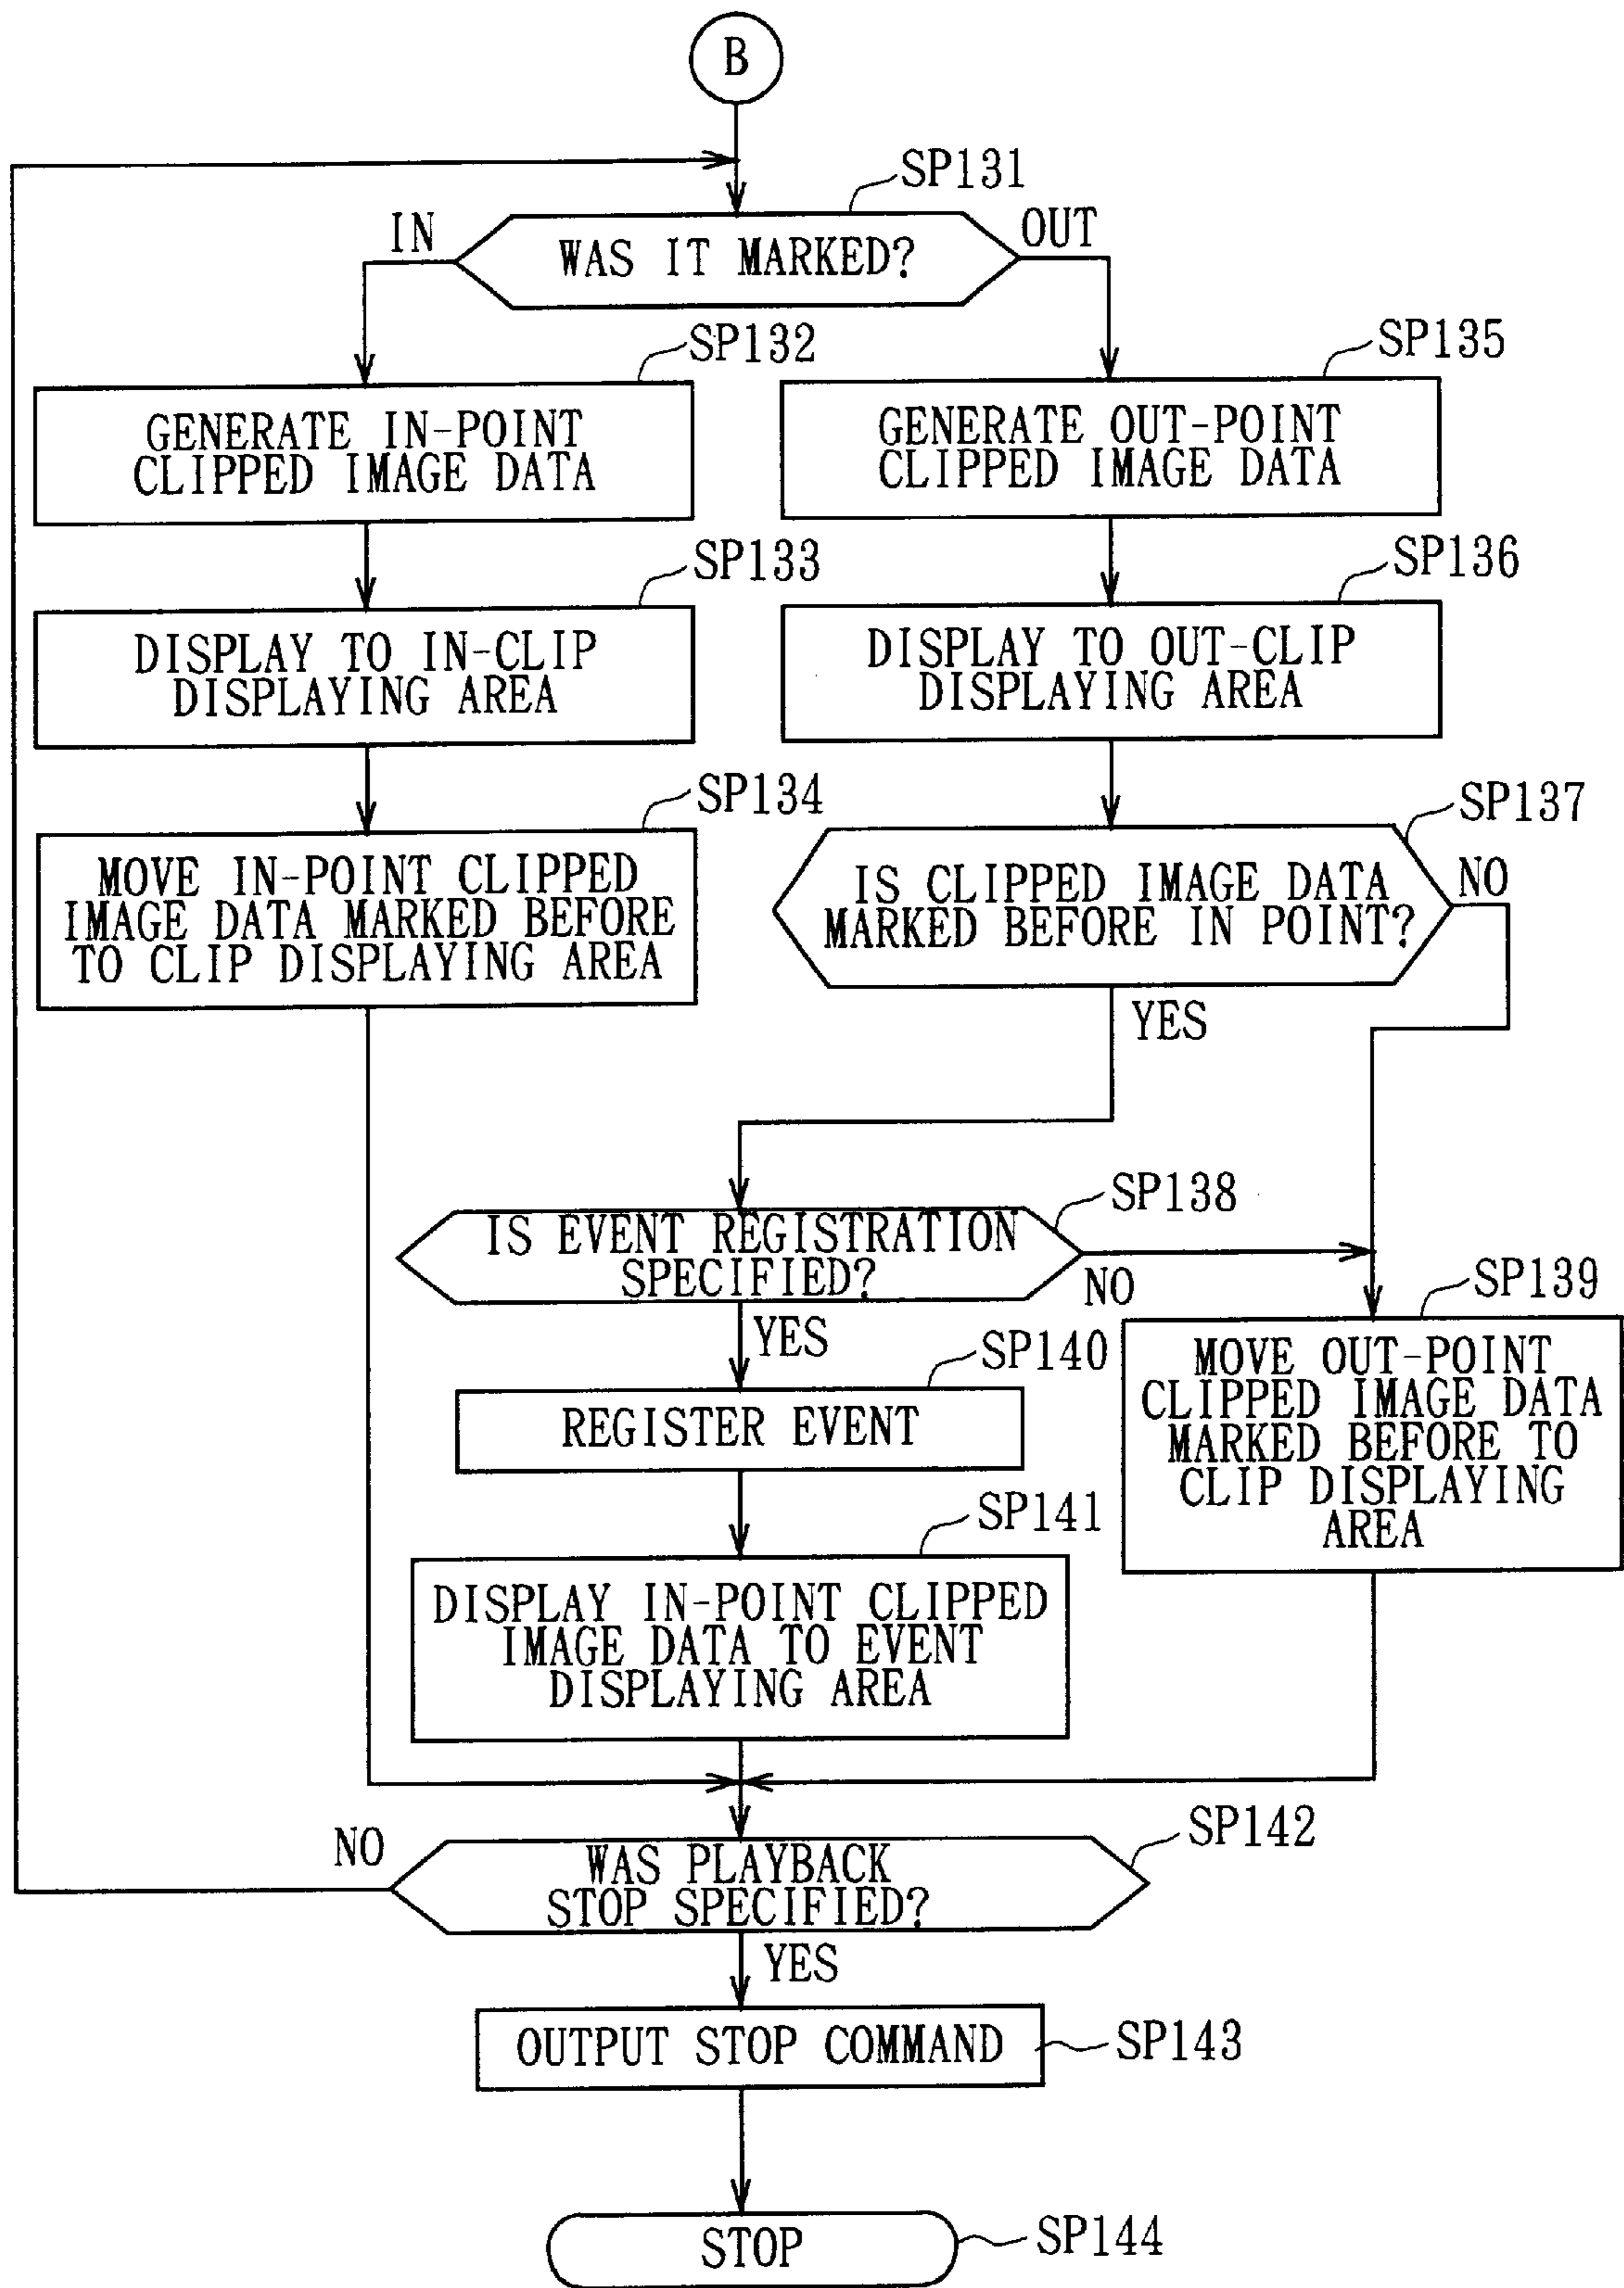 B
SP131
IN
WAS IT MARKED?
OUT
SP132
GENERATE IN-POINT
CLIPPED IMAGE DATA
SP135
GENERATE OUT-POINT
CLIPPED IMAGE DATA
SP133
DISPLAY TO IN-CLIP
DISPLAYING AREA
SP136
DISPLAY TO OUT-CLIP
DISPLAYING AREA
SP134
MOVE IN-POINT CLIPPED
IMAGE DATA MARKED BEFORE
TO CLIP DISPLAYING AREA
SP137
IS CLIPPED IMAGE DATA
MARKED BEFORE IN POINT?
NO
YES
SP138
IS EVENT REGISTRATION
SPECIFIED?
NO
YES
SP139
MOVE OUT-POINT
CLIPPED IMAGE DATA
MARKED BEFORE TO
CLIP DISPLAYING
AREA
SP140
REGISTER EVENT
SP141
DISPLAY IN-POINT CLIPPED
IMAGE DATA TO EVENT
DISPLAYING AREA
SP142
NO
WAS PLAYBACK
STOP SPECIFIED?
YES
OUTPUT STOP COMMAND
SP143
STOP
SP144